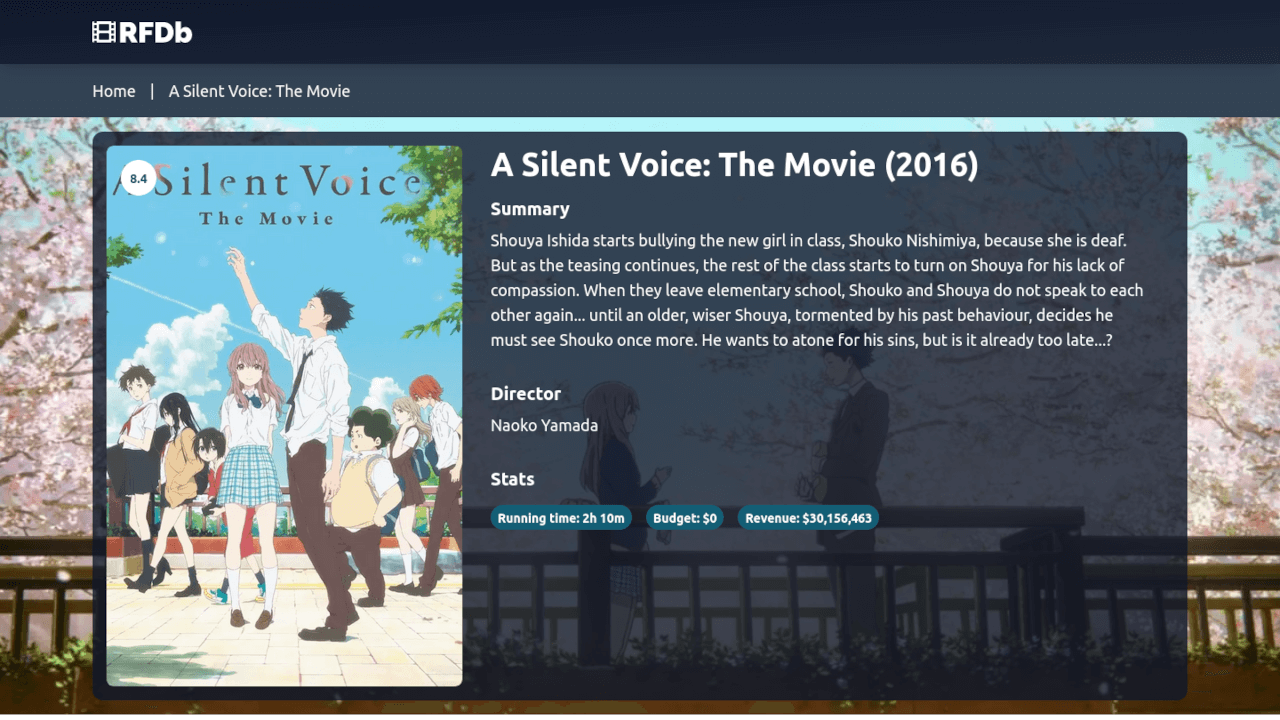 RFDb
Home | A Silent Voice: The Movie
8.4
A Silent Voice
The Movie
A Silent Voice: The Movie (2016)
Summary
Shouya Ishida starts bullying the new girl in class, Shouko Nishimiya, because she is deaf.
But as the teasing continues, the rest of the class starts to turn on Shouya for his lack of
compassion. When they leave elementary school, Shouko and Shouya do not speak to each
other again... until an older, wiser Shouya, tormented by his past behaviour, decides he
must see Shouko once more. He wants to atone for his sins, but is it already too late...?
Director
Naoko Yamada
Stats
Running time: 2h 10m Budget: $0 Revenue: $30,156,463